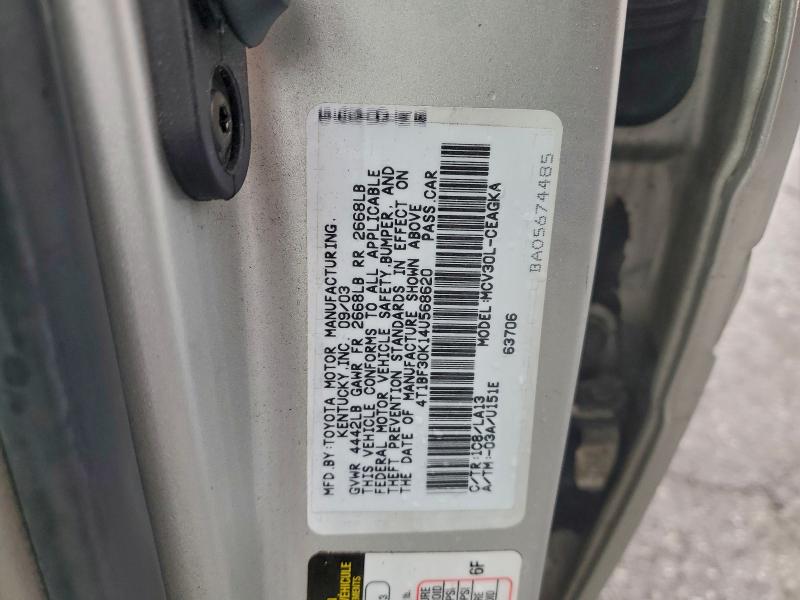 MFD.BY:TOYOTA MOTOR MANUFACTURING.
KENTUCKY,INC. 09/03
GVWR 4442LB GAWR FR 2668LB RR 2668LB
THIS VEHICLE CONFORMS TO ALL APPLICABLE
FEDERAL MOTOR VEHICLE SAFETY,BUMPER, AND
THEFT PREVENTION STANDARDS IN EFFECT ON
THE DATE OF MANUFACTURE SHOWN ABOVE
4T1BF30K14U568620 PASS.CAR
C/TR:1C8/LA13 MODEL:MCV30L-CEAGKA
A/TM:-03A/U151E 63706
BA05674485
VEHICULE
6F